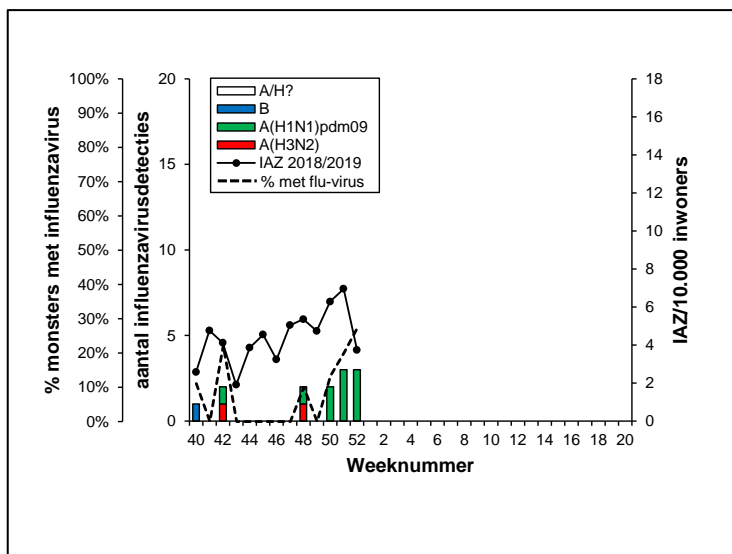 % monsters met influenzavirus
100%
90%
80%
70%
60%
50%
40%
30%
20%
10%
0%
aantal influenzavirusdetecties
20
15
10
5
0
A/H?
B
A(H1N1)pdm09
A(H3N2)
IAZ 2018/2019
% met flu-virus
18
16
14
12
10
8
6
4
2
0
IAZ/10.000 inwoners
40 42 44 46 48 50 52 2 4 6 8 10 12 14 16 18 20
Weeknummer